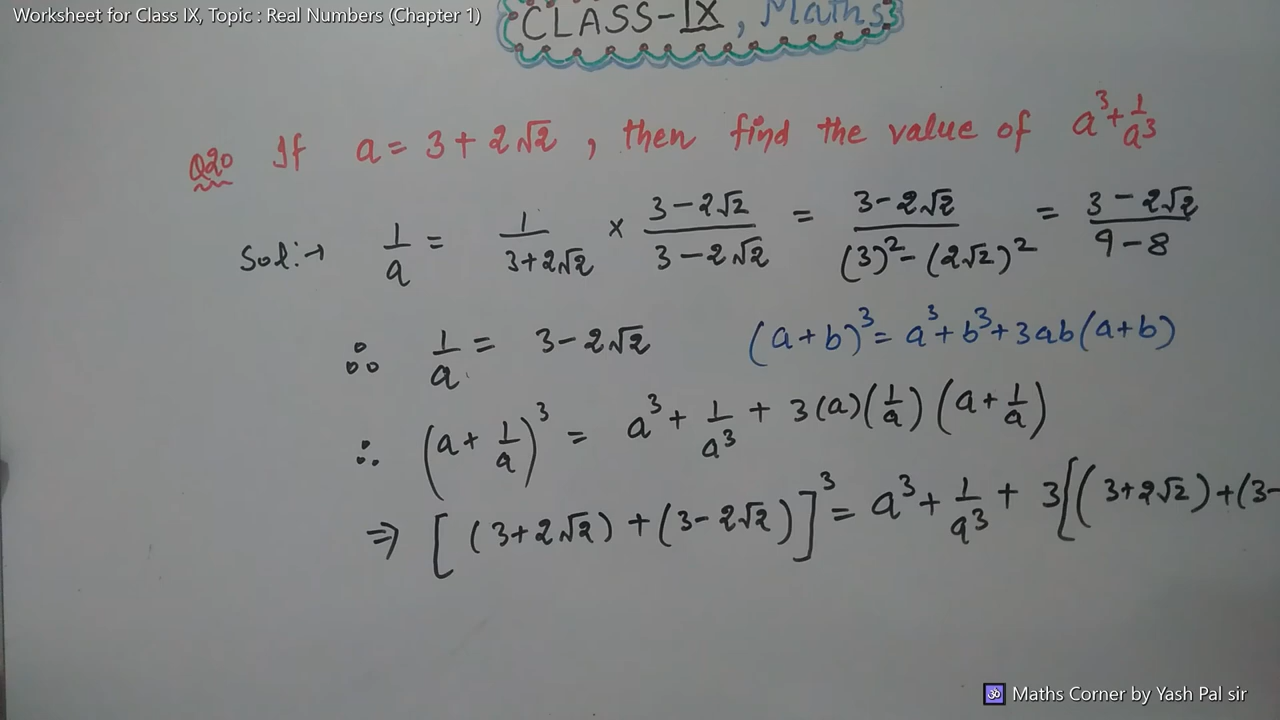 Worksheet for Class IX, Topic : Real Numbers (Chapter 1)
CLASS-IX, Maths
Q20 If a = 3 + 2√2 , then find the value of a³ + 1/a³
Sol:→ 1/a = 1/(3+2√2) × (3-2√2)/(3-2√2) = (3-2√2)/((3)²-(2√2)²) = (3-2√2)/(9-8)
∴ 1/a = 3-2√2 (a+b)³ = a³+b³+3ab(a+b)
∴ (a + 1/a)³ = a³ + 1/a³ + 3(a)(1/a)(a + 1/a)
⇒ [(3+2√2) + (3-2√2)]³ = a³ + 1/a³ + 3[(3+2√2)+(3-
ॐ Maths Corner by Yash Pal sir